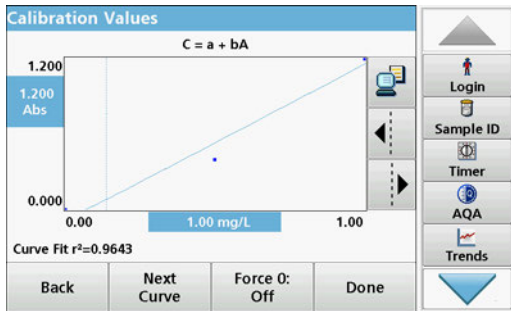 Calibration Values
C = a + bA
1.200
1.200
Abs
0.000
0.00
1.00 mg/L
1.00
Curve Fit r²=0.9643
Back
Next
Curve
Force 0:
Off
Done
Login
Sample ID
Timer
AQA
Trends